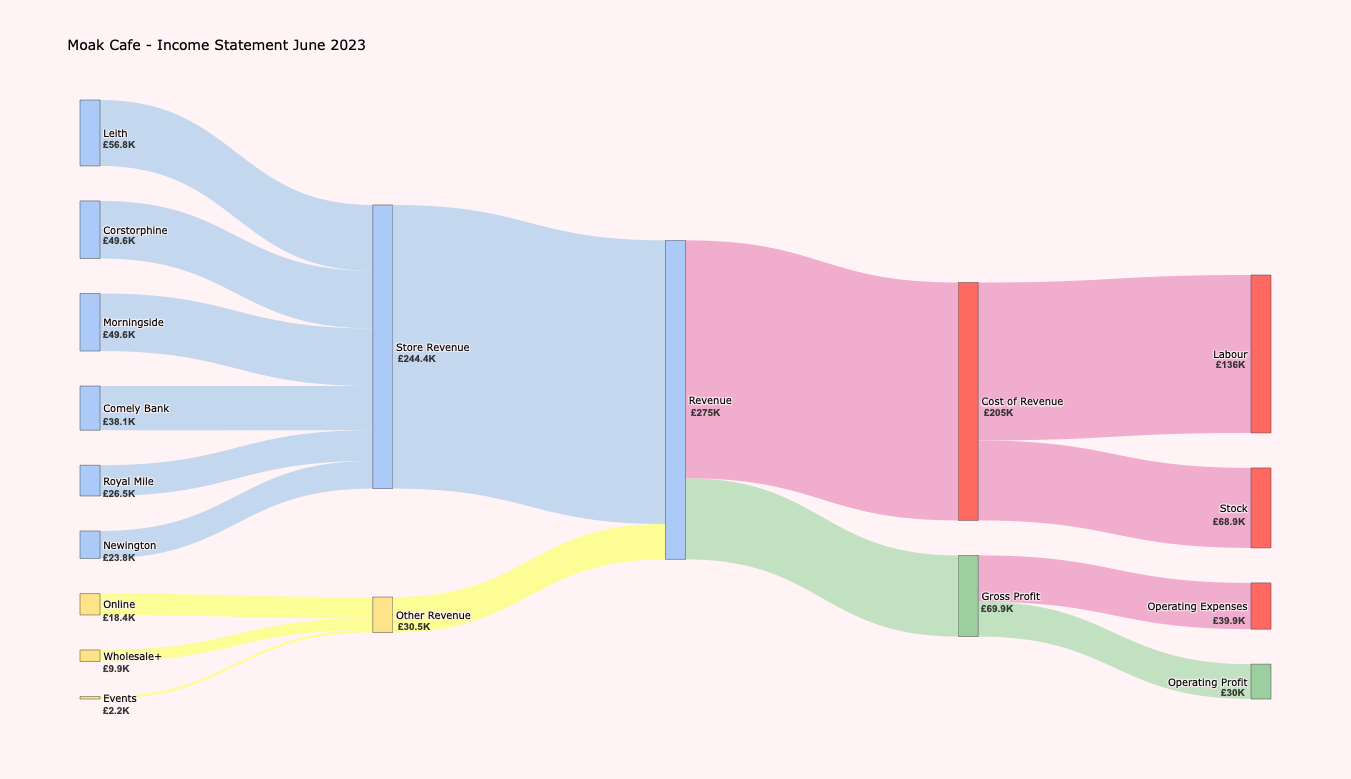 Moak Cafe - Income Statement June 2023
Leith
£56.8K
Corstorphine
£49.6K
Morningside
£49.6K
Comely Bank
£38.1K
Royal Mile
£26.5K
Newington
£23.8K
Online
£18.4K
Wholesale+
£9.9K
Events
£2.2K
Store Revenue
£244.4K
Other Revenue
£30.5K
Revenue
£275K
Cost of Revenue
£205K
Gross Profit
£69.9K
Labour
£136K
Stock
£68.9K
Operating Expenses
£39.9K
Operating Profit
£30K